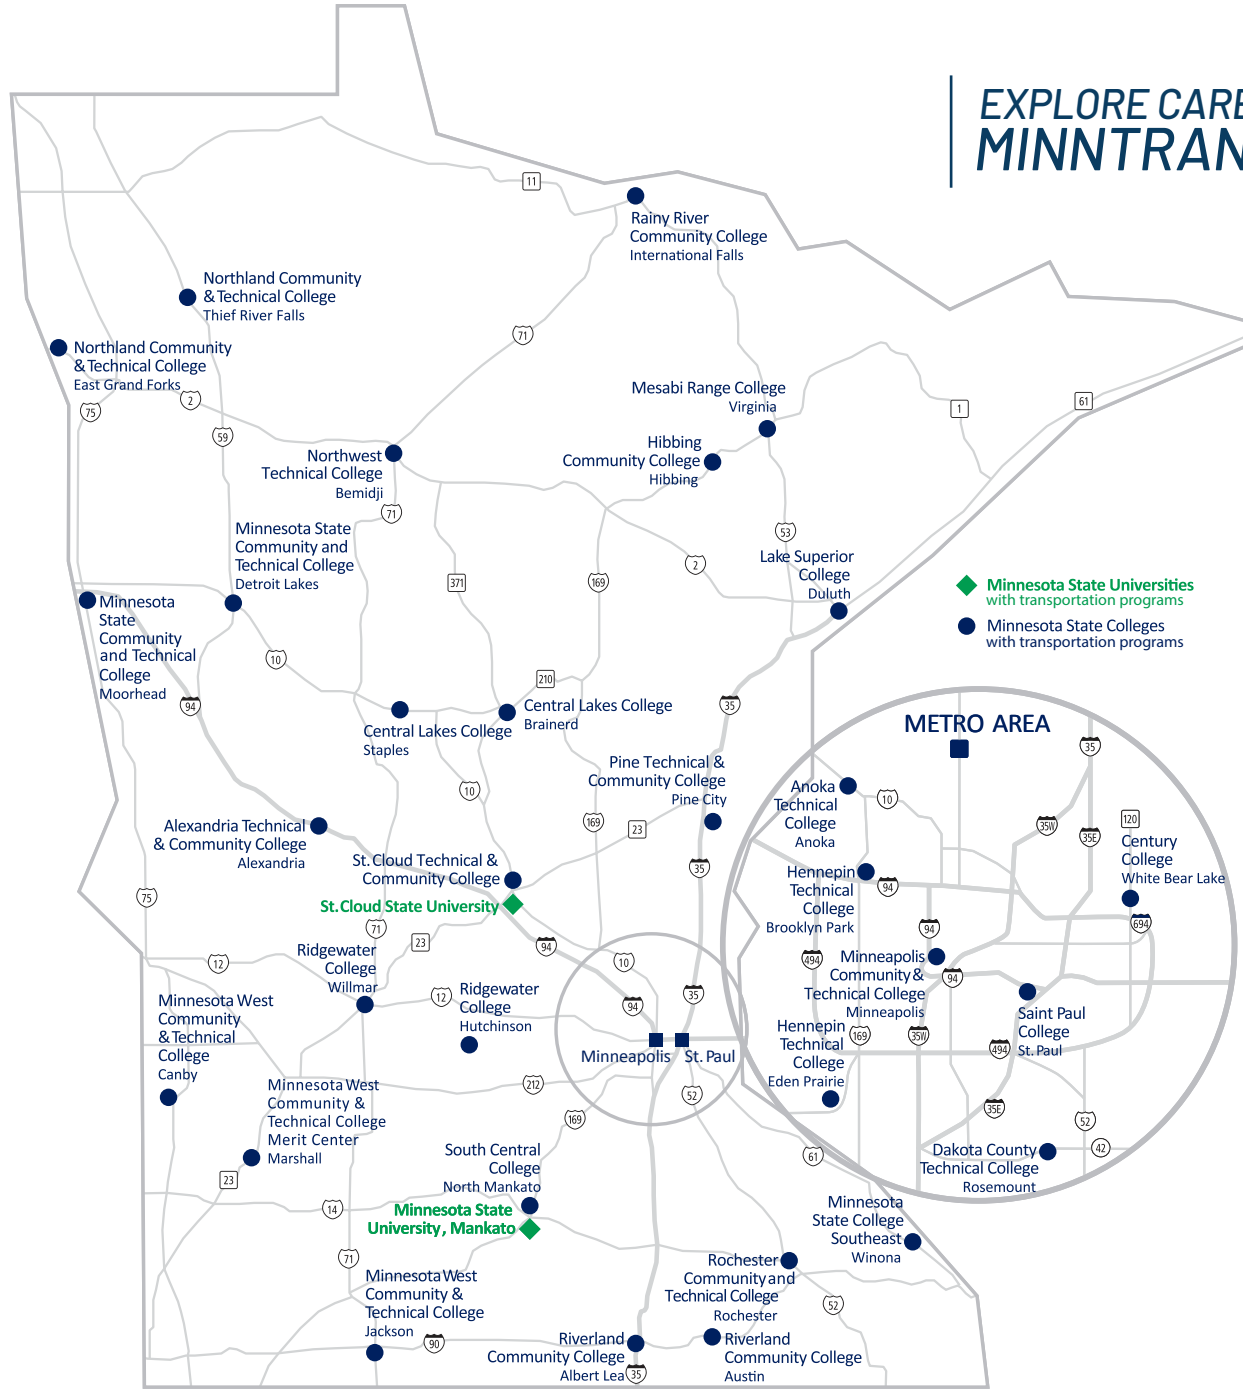 EXPLORE CARE
MINNTRAN
11
Rainy River
Community College
International Falls
Northland Community
& Technical College
Thief River Falls
71
Northland Community
& Technical College
East Grand Forks
75
2
59
Mesabi Range College
Virginia
1
61
Hibbing
Community College
Hibbing
Northwest
Technical College
Bemidji
71
Minnesota State
Community and
Technical College
Detroit Lakes
371
169
2
53
Lake Superior
College
Duluth
Minnesota State Universities
with transportation programs
Minnesota State Colleges
with transportation programs
Minnesota
State
Community
and Technical
College
Moorhead
10
94
210
35
Central Lakes College
Staples
Central Lakes College
Brainerd
Pine Technical &
Community College
Pine City
10
169
23
Alexandria Technical
& Community College
Alexandria
St. Cloud Technical &
Community College
St. Cloud State University
35
75
71
23
94
12
10
Ridgewater
College
Willmar
12
Ridgewater
College
Hutchinson
94
35
Minneapolis
St. Paul
Minnesota West
Community
& Technical
College
Canby
212
52
169
Minnesota West
Community &
Technical College
Merit Center
Marshall
23
South Central
College
North Mankato
Minnesota State
University, Mankato
14
61
71
Minnesota
State College
Southeast
Winona
Rochester
Community and
Technical College
Rochester
52
Minnesota West
Community &
Technical College
Jackson
90
Riverland
Community College
Albert Lea
35
Riverland
Community College
Austin
METRO AREA
35
Anoka
Technical
College
Anoka
10
35W
35E
120
Century
College
White Bear Lake
694
Hennepin
Technical
College
Brooklyn Park
94
94
494
Minneapolis
Community &
Technical College
Minneapolis
94
Saint Paul
College
St. Paul
Hennepin
Technical
College
Eden Prairie
169
35W
494
35E
52
42
Dakota County
Technical College
Rosemount